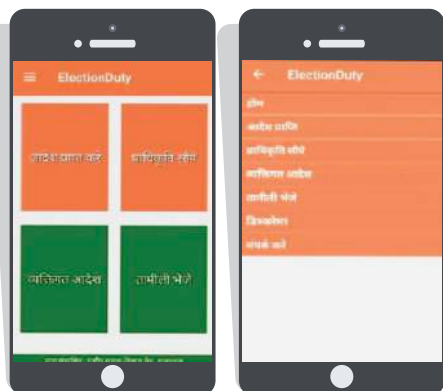 ElectionDuty
आदेश प्राप्त करे
प्राधिकृति सौंपे
व्यक्तिगत आदेश
तामीली भेजे
ElectionDuty
होम
आदेश प्राप्ति
प्राधिकृति सौंपे
व्यक्तिगत आदेश
तामीली भेजे
डिस्क्लेमर
संपर्क करे